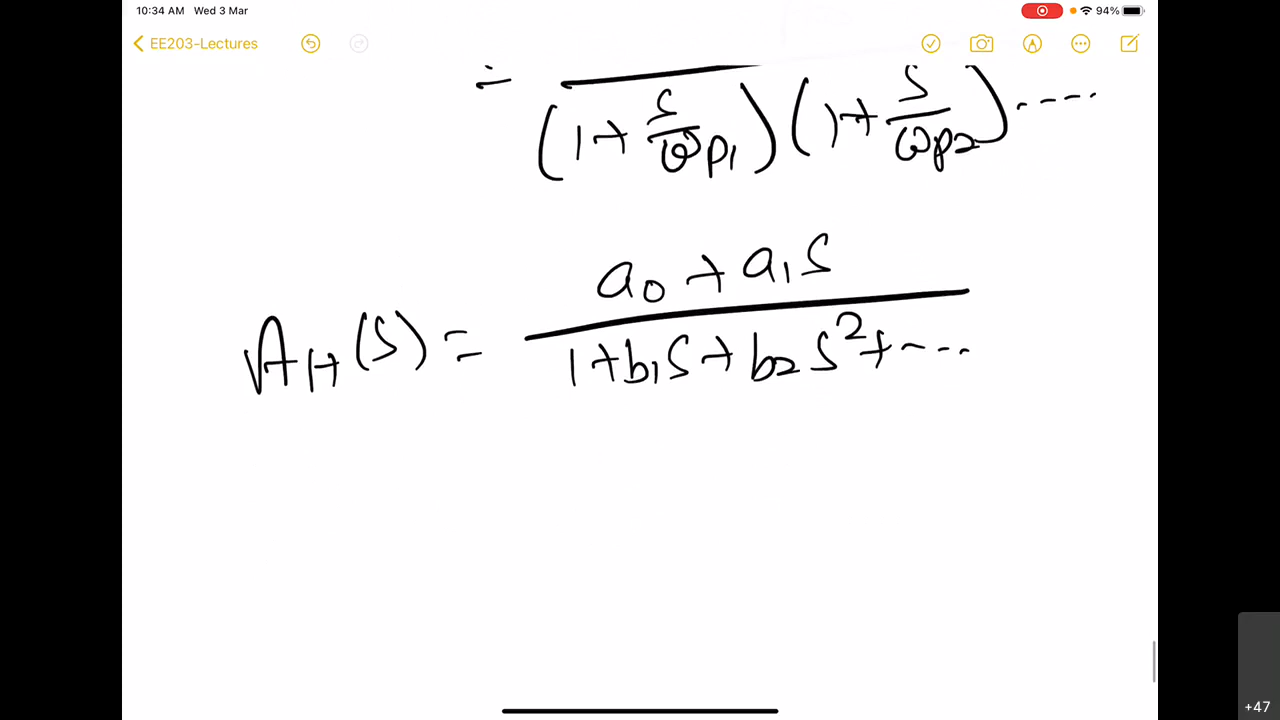 10:34 AM Wed 3 Mar 94%
EE203-Lectures
=
(1+s/ωp1)(1+s/ωp2)----
a0+a1s
AH(s)=
1+b1s+b2s²+----
+47